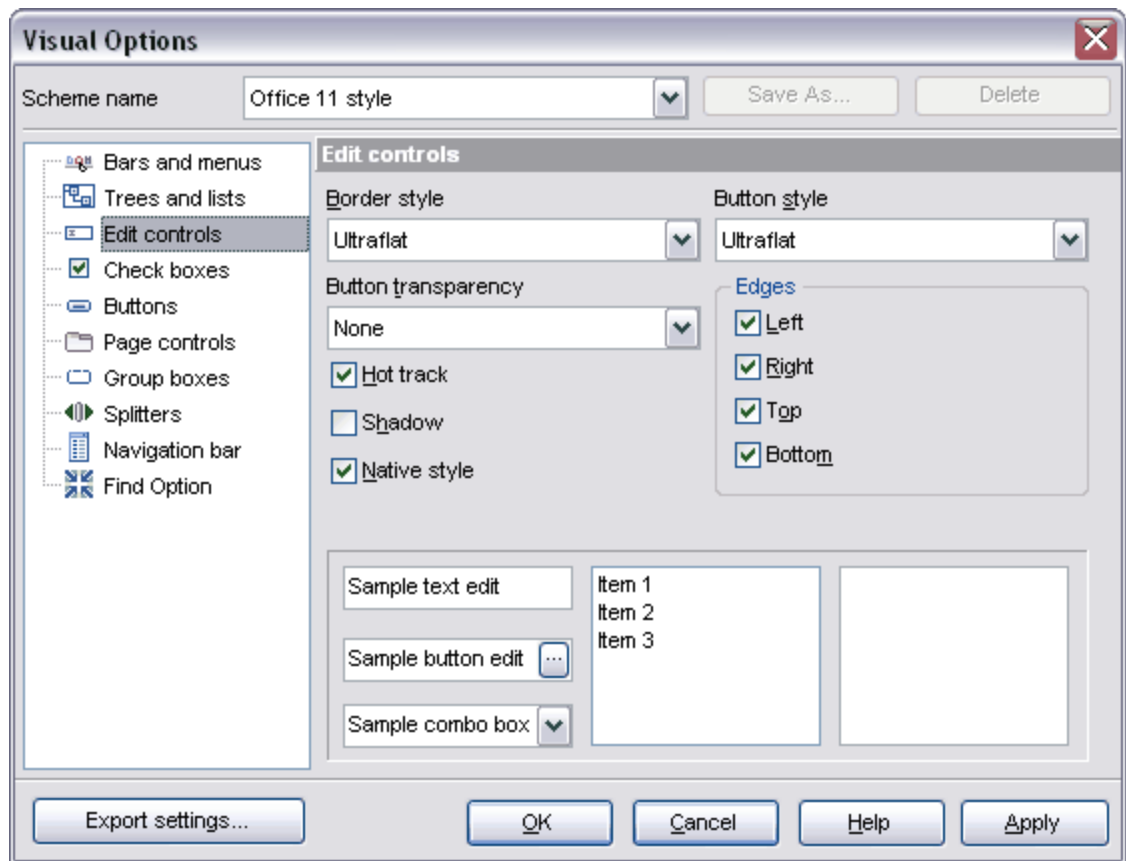 Visual Options
Scheme name
Office 11 style
Save As...
Delete
Bars and menus
Trees and lists
Edit controls
Check boxes
Buttons
Page controls
Group boxes
Splitters
Navigation bar
Find Option
Edit controls
Border style
Button style
Ultraflat
Ultraflat
Button transparency
None
Edges
Left
Right
Top
Bottom
Hot track
Shadow
Native style
Sample text edit
Sample button edit ...
Sample combo box
Item 1
Item 2
Item 3
Export settings...
OK
Cancel
Help
Apply